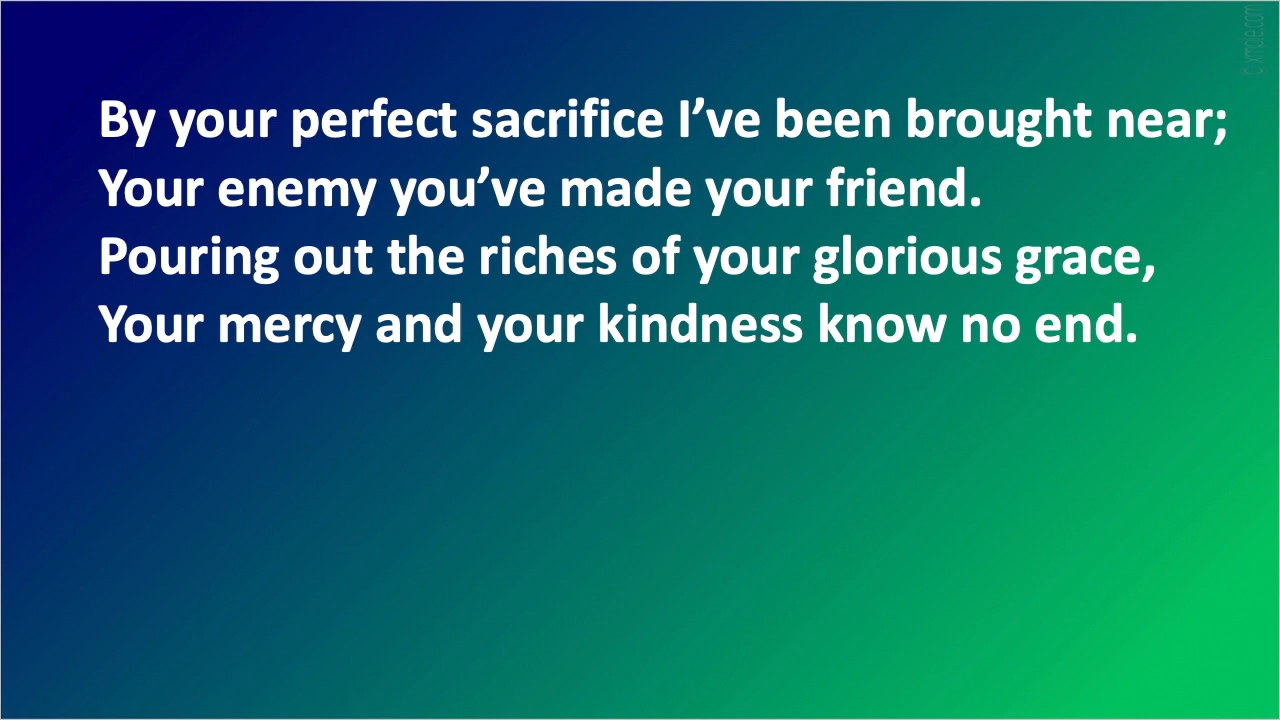 By your perfect sacrifice I’ve been brought near;
Your enemy you’ve made your friend.
Pouring out the riches of your glorious grace,
Your mercy and your kindness know no end.